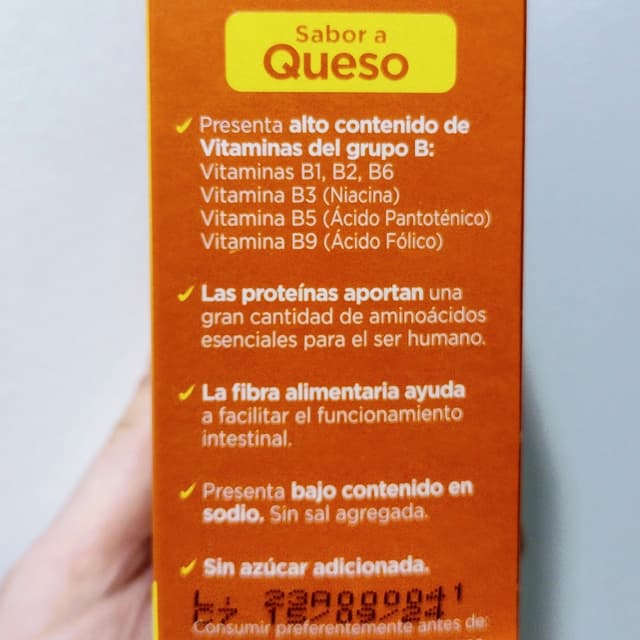 Sabor a
Queso
Presenta alto contenido de
Vitaminas del grupo B:
Vitaminas B1, B2, B6
Vitamina B3 (Niacina)
Vitamina B5 (Ácido Pantoténico)
Vitamina B9 (Ácido Fólico)
Las proteínas aportan una
gran cantidad de aminoácidos
esenciales para el ser humano.
La fibra alimentaria ayuda
a facilitar el funcionamiento
intestinal.
Presenta bajo contenido en
sodio. Sin sal agregada.
Sin azúcar adicionada.
Consumir preferentemente antes de: